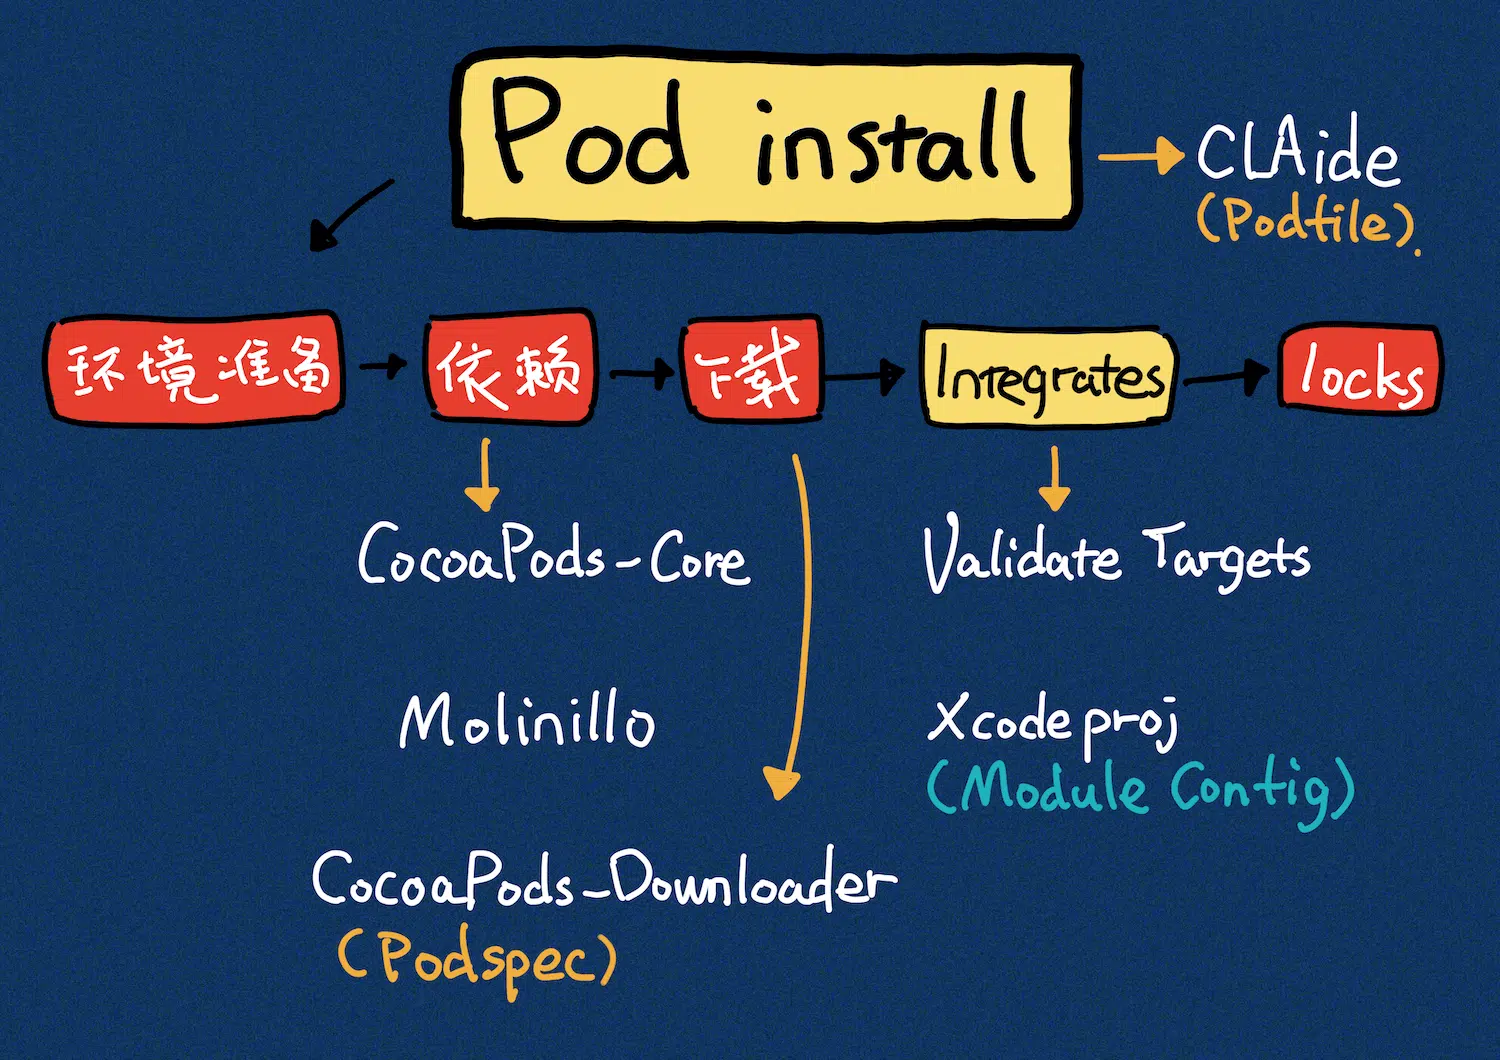 Pod install
CLAide
(Podfile).
环境准备
依赖
下载
Integrates
locks
CocoaPods-Core
Validate Targets
Molinillo
Xcodeproj
(Module Config)
CocoaPods-Downloader
(Podspec)